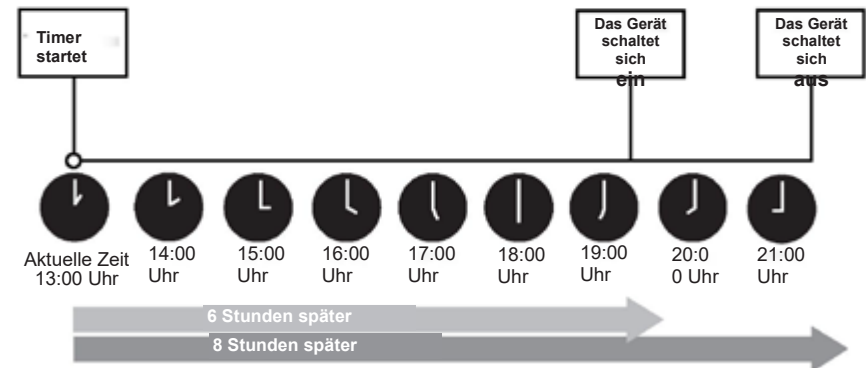 Timer
startet
Das Gerät
schaltet
sich
ein
Das Gerät
schaltet
sich
aus
Aktuelle Zeit
13:00 Uhr
14:00
Uhr
15:00
Uhr
16:00
Uhr
17:00
Uhr
18:00
Uhr
19:00
Uhr
20:0
0 Uhr
21:00
Uhr
6 Stunden später
8 Stunden später